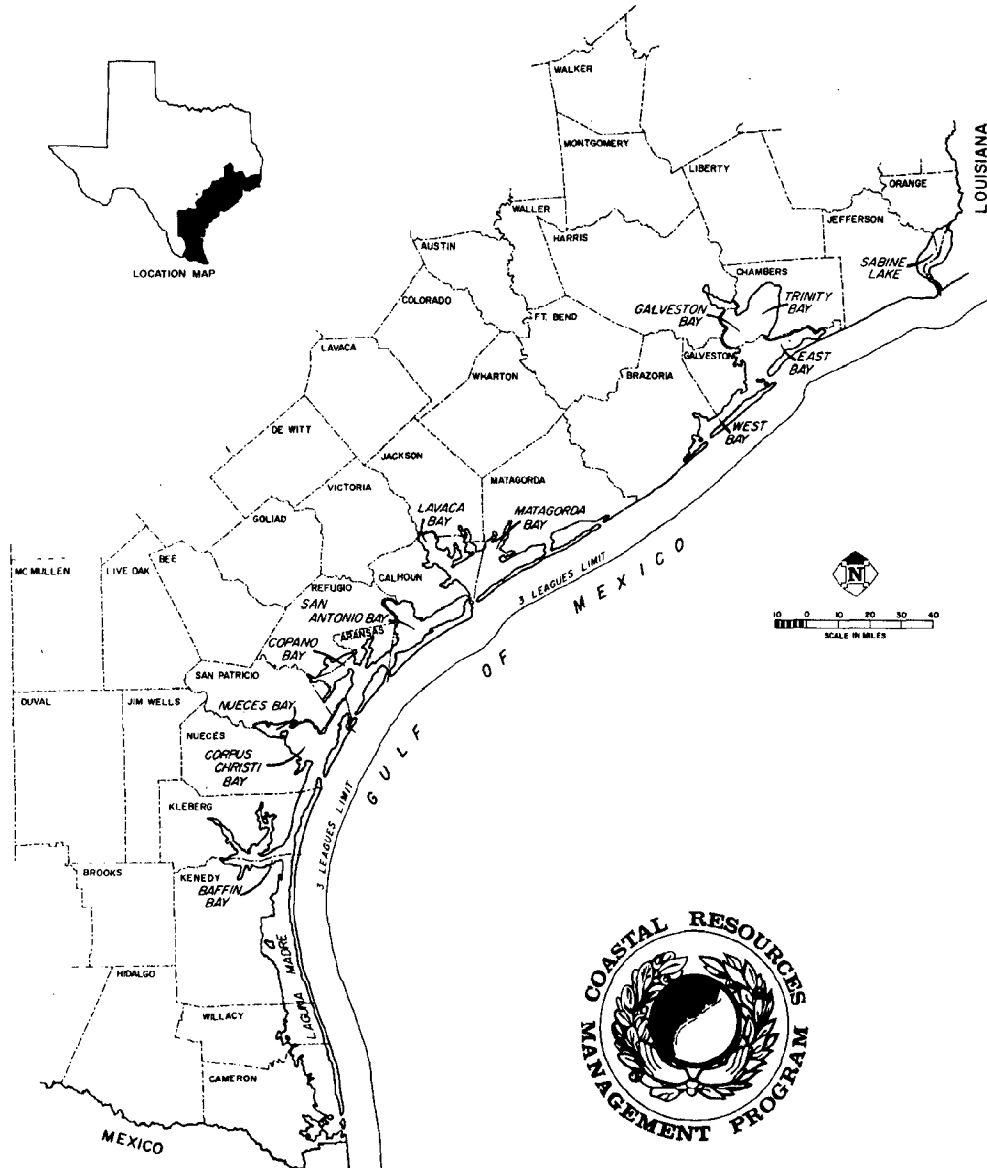 WALKER
MONTGOMERY
LIBERTY
ORANGE
LOUISIANA
JEFFERSON
WALLER
HARRIS
AUSTIN
SABINE
LAKE
LOCATION MAP
CHAMBERS
COLORADO
TRINITY
BAY
GALVESTON
BAY
FT. BEND
LAVACA
GALVESTON
EAST
BAY
WHARTON
BRAZORIA
DE WITT
WEST
BAY
JACKSON
VICTORIA
MATAGORDA
LAVACA
BAY
MATAGORDA
BAY
GOLIAD
BEE
MC MULLEN
LIVE OAK
REFUGIO
CALHOUN
3 LEAGUES LIMIT
GULF OF MEXICO
N
SAN
ANTONIO BAY
ARANSAS
COPANO
BAY
10 0 10 20 30 40
SCALE IN MILES
SAN PATRICIO
DUVAL
JIM WELLS
NUECES BAY
NUECES
CORPUS
CHRISTI
BAY
KLEBERG
3 LEAGUES LIMIT
BROOKS
KENEDY
BAFFIN
BAY
LAGUNA MADRE
HIDALGO
WILLACY
CAMERON
MEXICO
COASTAL RESOURCES
MANAGEMENT PROGRAM